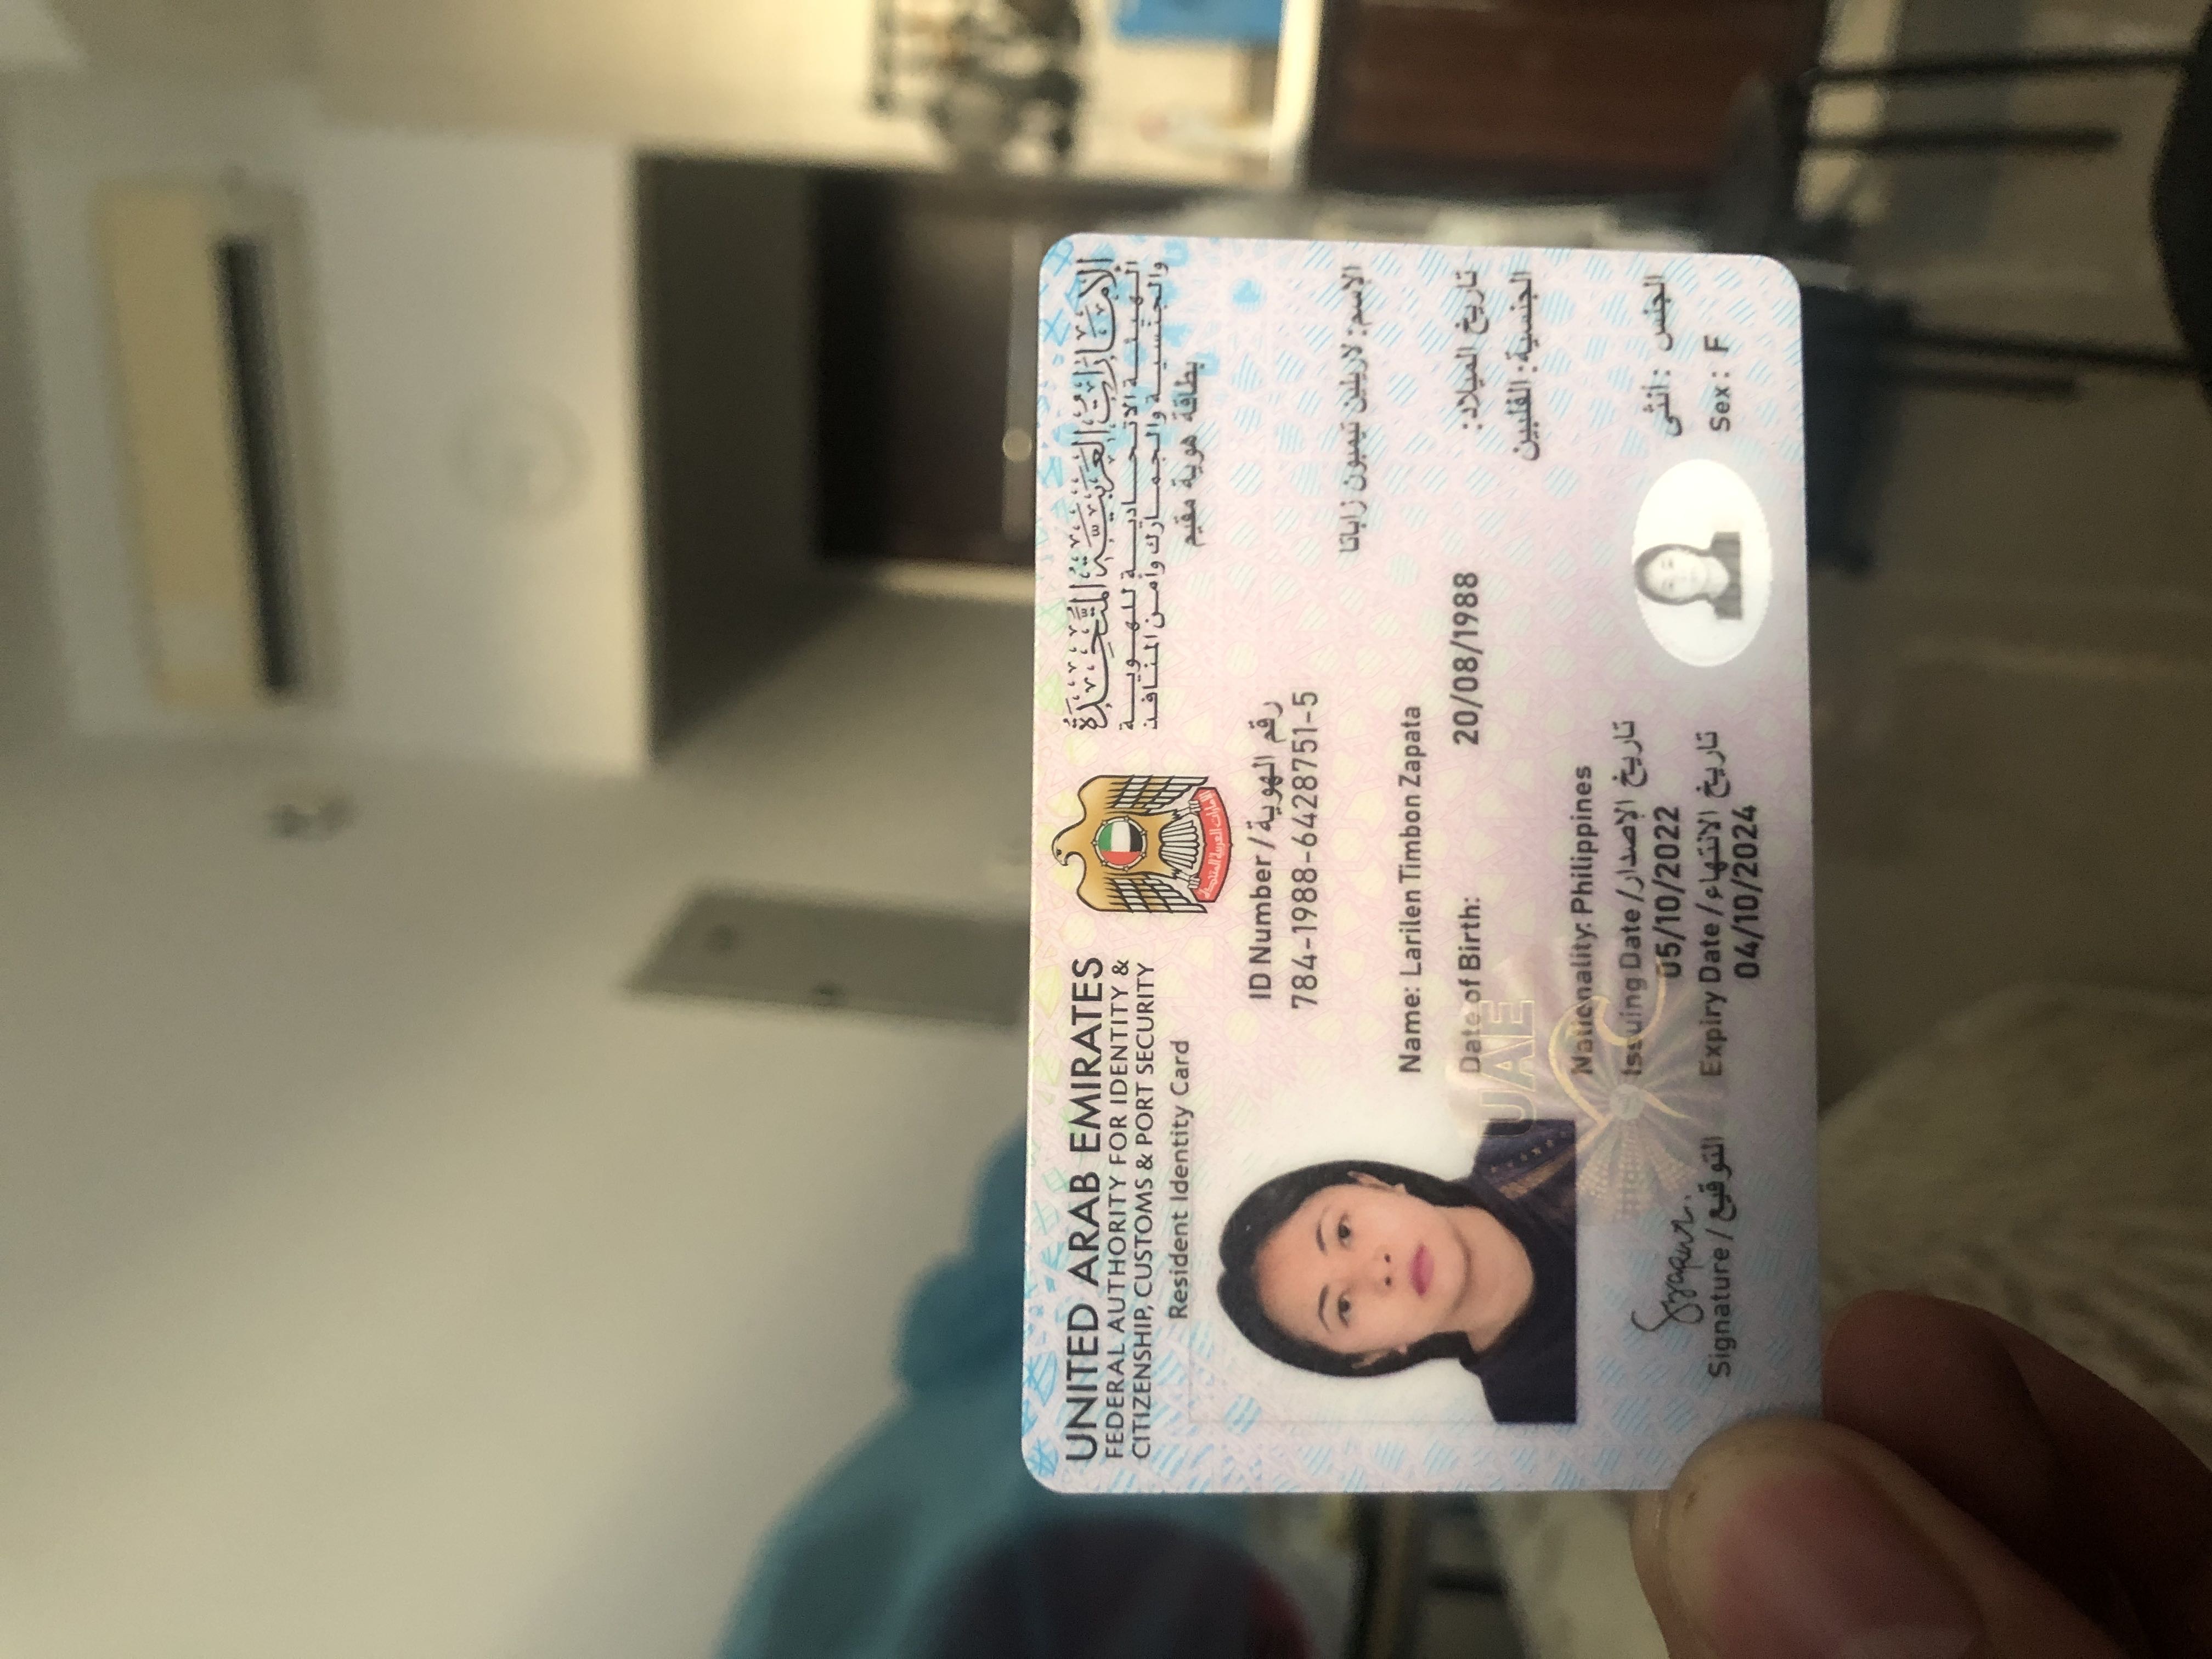 UNITED ARAB EMIRATES
FEDERAL AUTHORITY FOR IDENTITY &
CITIZENSHIP, CUSTOMS & PORT SECURITY
Resident Identity Card
الإمارات العربية المتحدة
الهيئة الاتحادية للهوية
والجنسية والجمارك وأمن المنافذ
بطاقة هوية مقيم
الإمارات العربية المتحدة
ID Number / رقم الهوية
784-1988-6428751-5
الإسم: لاريلين تيمبون زاباتا
Name: Larilen Timbon Zapata
Date of Birth: 20/08/1988 تاريخ الميلاد:
UAE
الجنسية: الفلبين
Nationality: Philippines
Issuing Date / تاريخ الإصدار
05/10/2022
Expiry Date / تاريخ الانتهاء
04/10/2024
Signature / التوقيع
الجنس : أنثى
Sex: F